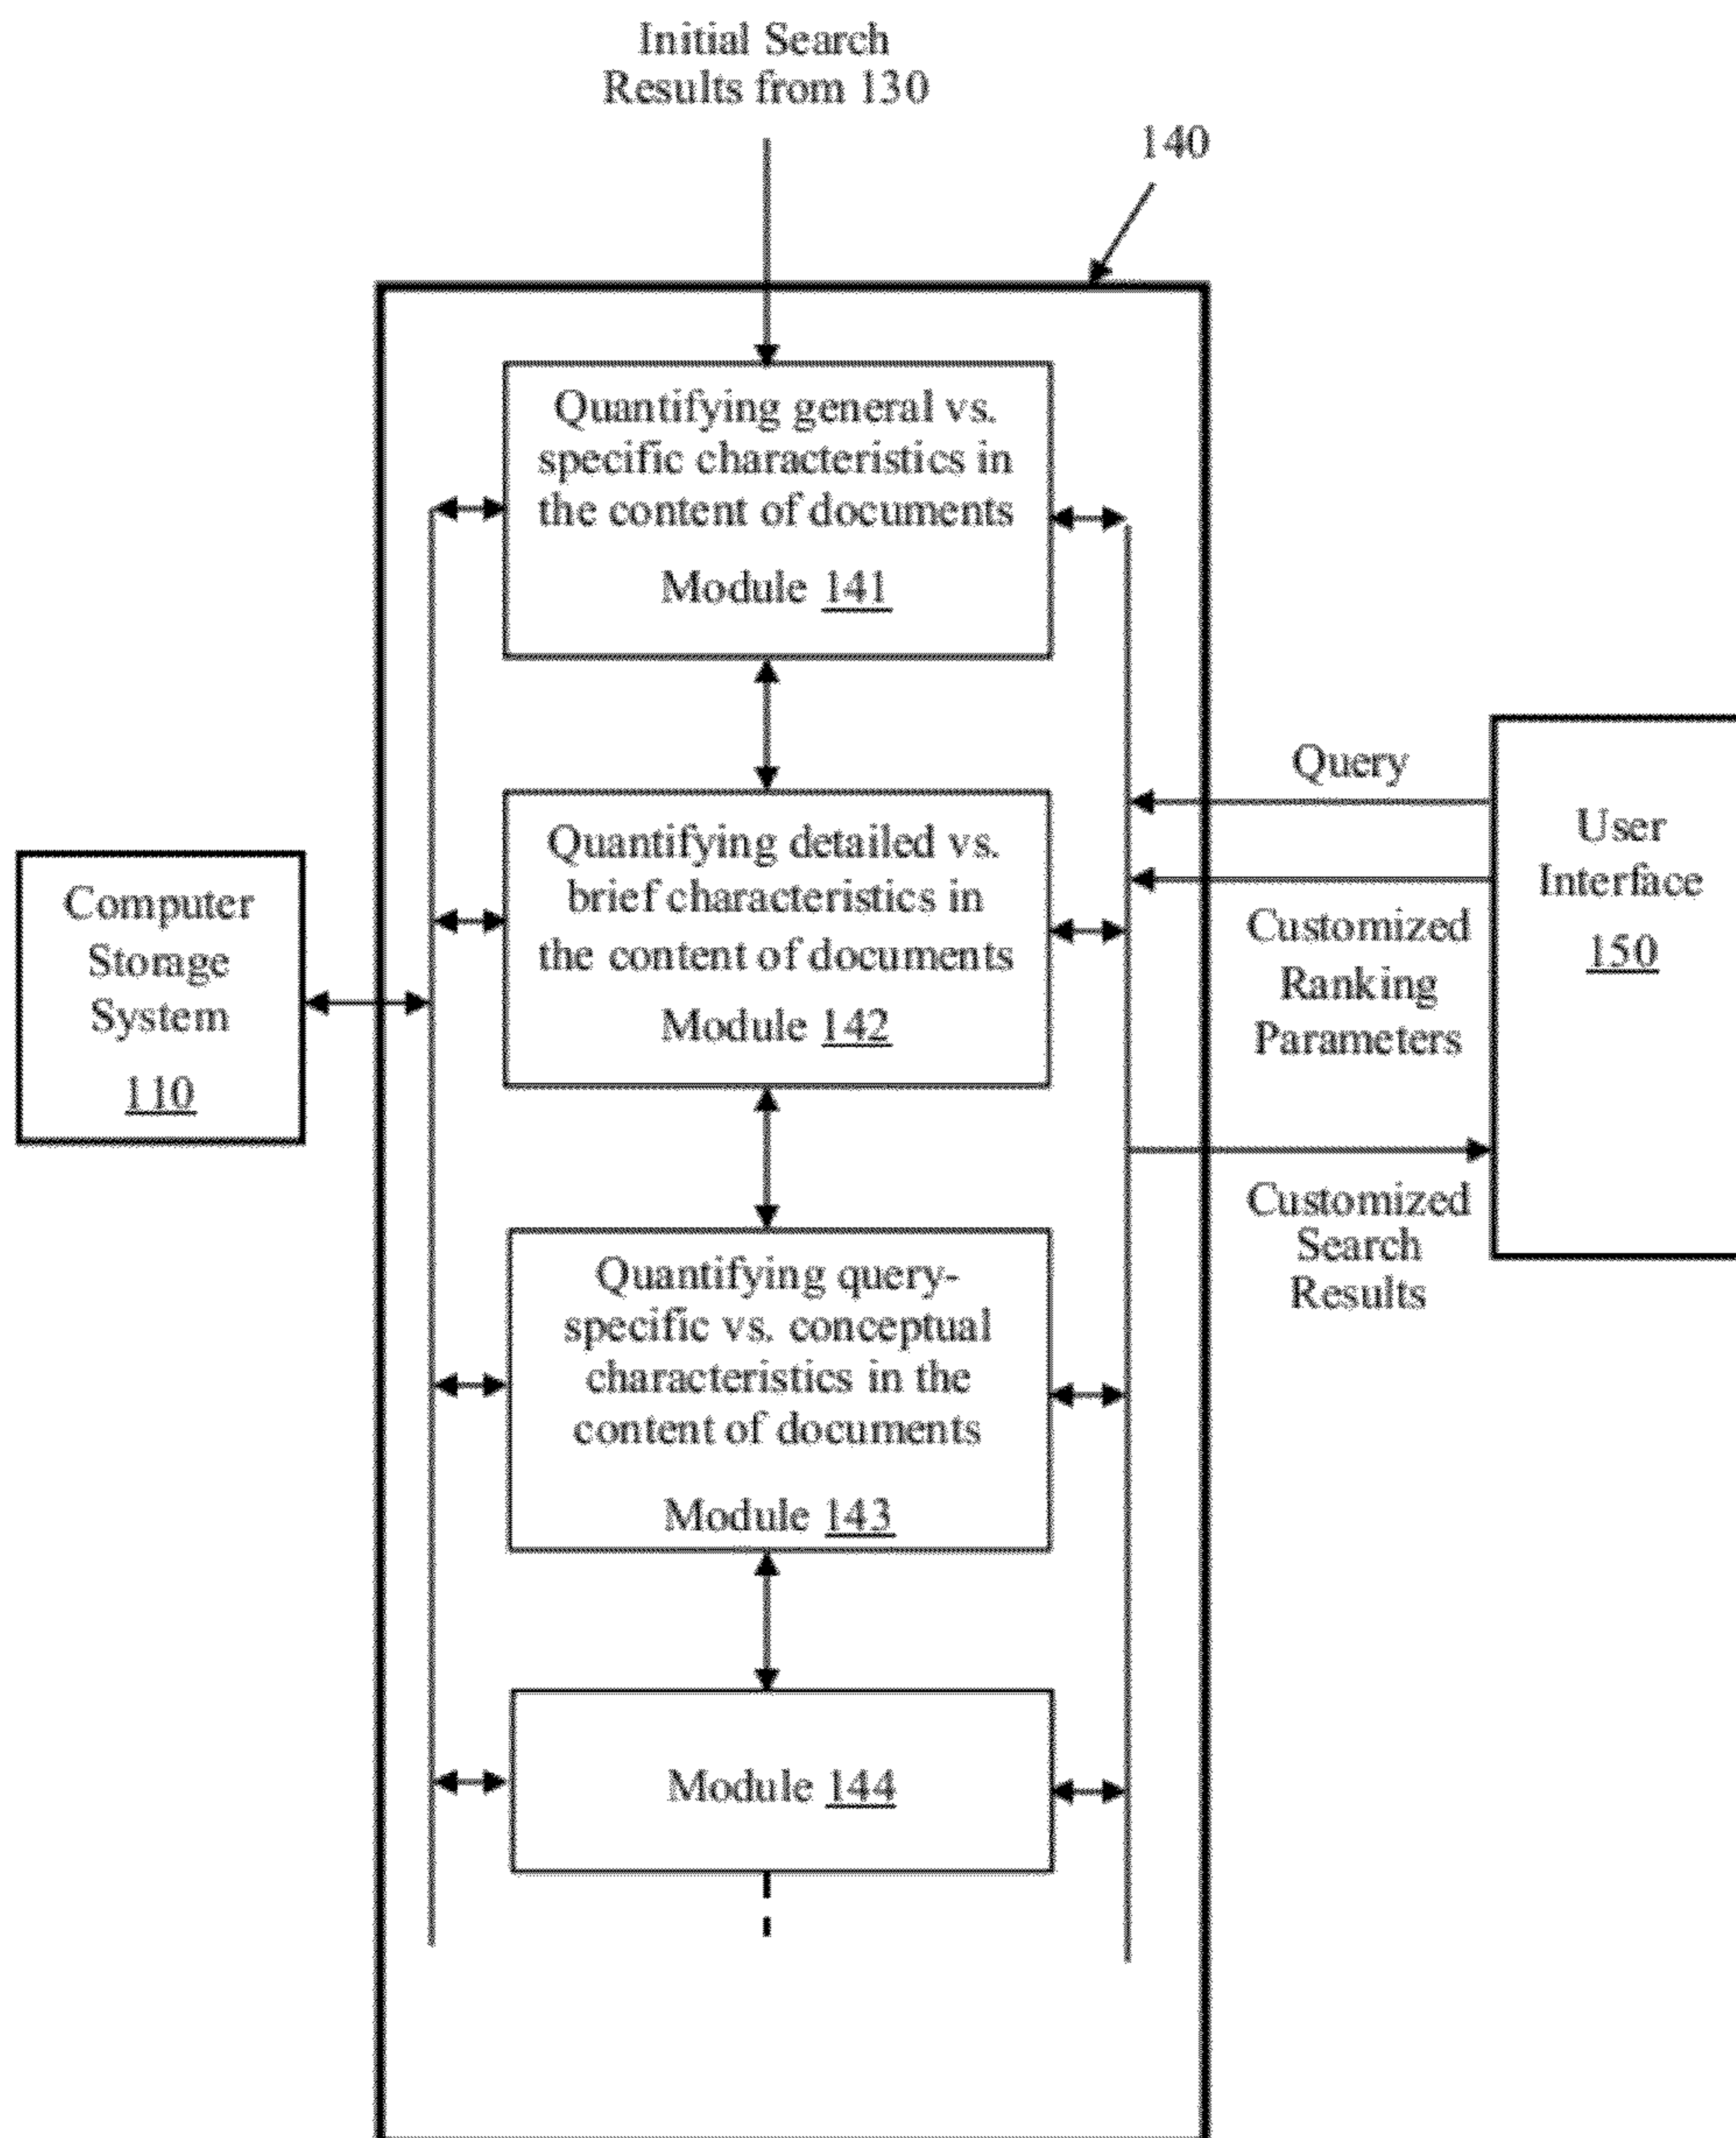 Initial Search
Results from 130
140
Quantifying general vs.
specific characteristics in
the content of documents
Module 141
Quantifying detailed vs.
brief characteristics in
the content of documents
Module 142
Quantifying query-
specific vs. conceptual
characteristics in the
content of documents
Module 143
Module 144
Computer
Storage
System
110
Query
Customized
Ranking
Parameters
Customized
Search
Results
User
Interface
150